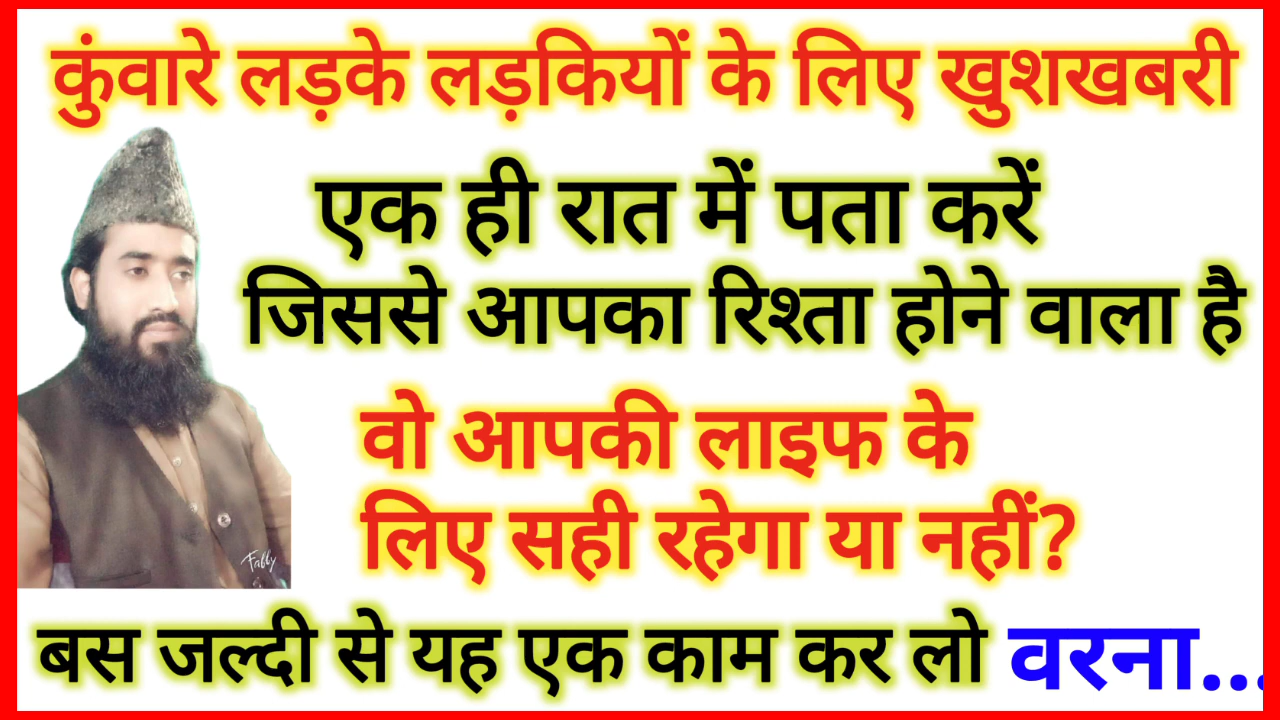 कुंवारे लड़के लड़कियों के लिए खुशखबरी
एक ही रात में पता करें
जिससे आपका रिश्ता होने वाला है
वो आपकी लाइफ के
लिए सही रहेगा या नहीं?
Fabby
बस जल्दी से यह एक काम कर लो वरना...